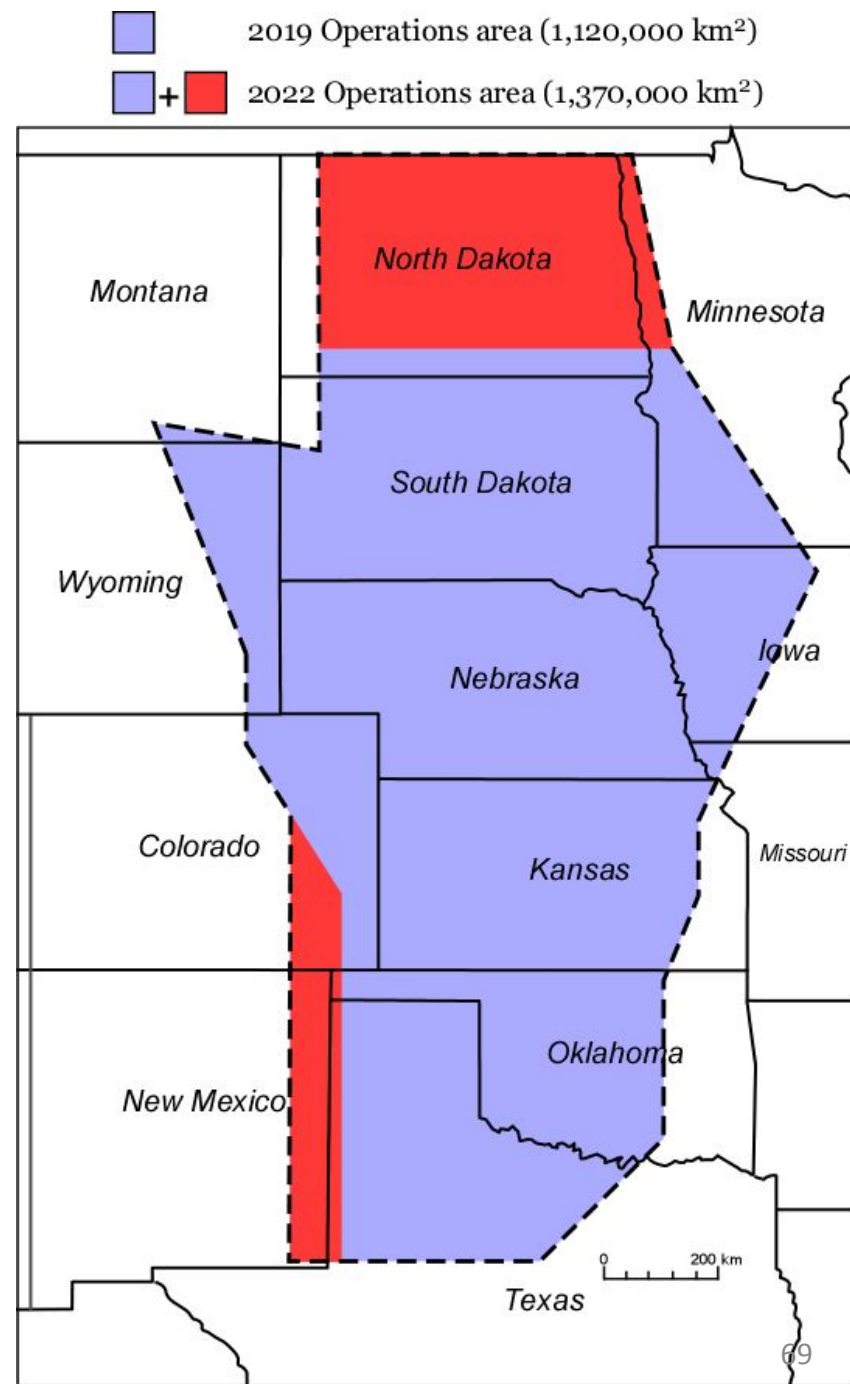 2019 Operations area (1,120,000 km²)
+ 2022 Operations area (1,370,000 km²)
North Dakota
Montana
Minnesota
South Dakota
Wyoming
Iowa
Nebraska
Colorado
Missouri
Kansas
Oklahoma
New Mexico
0 200 km
Texas
69